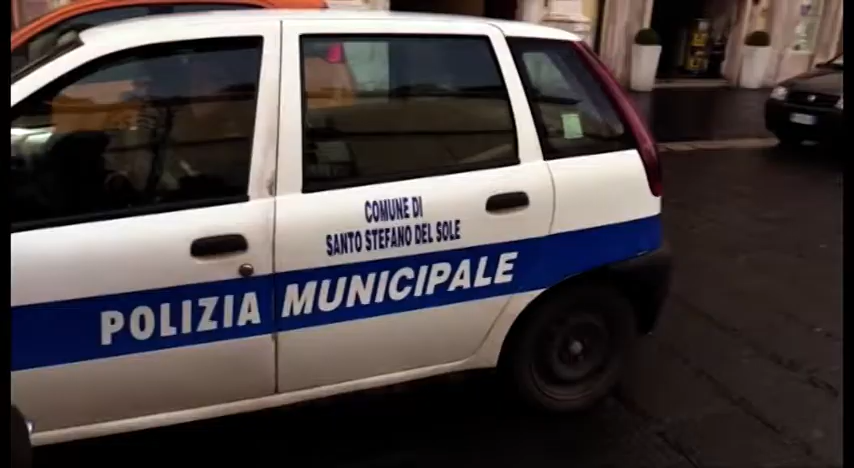 COMUNE DI
SANTO STEFANO DEL SOLE
POLIZIA MUNICIPALE